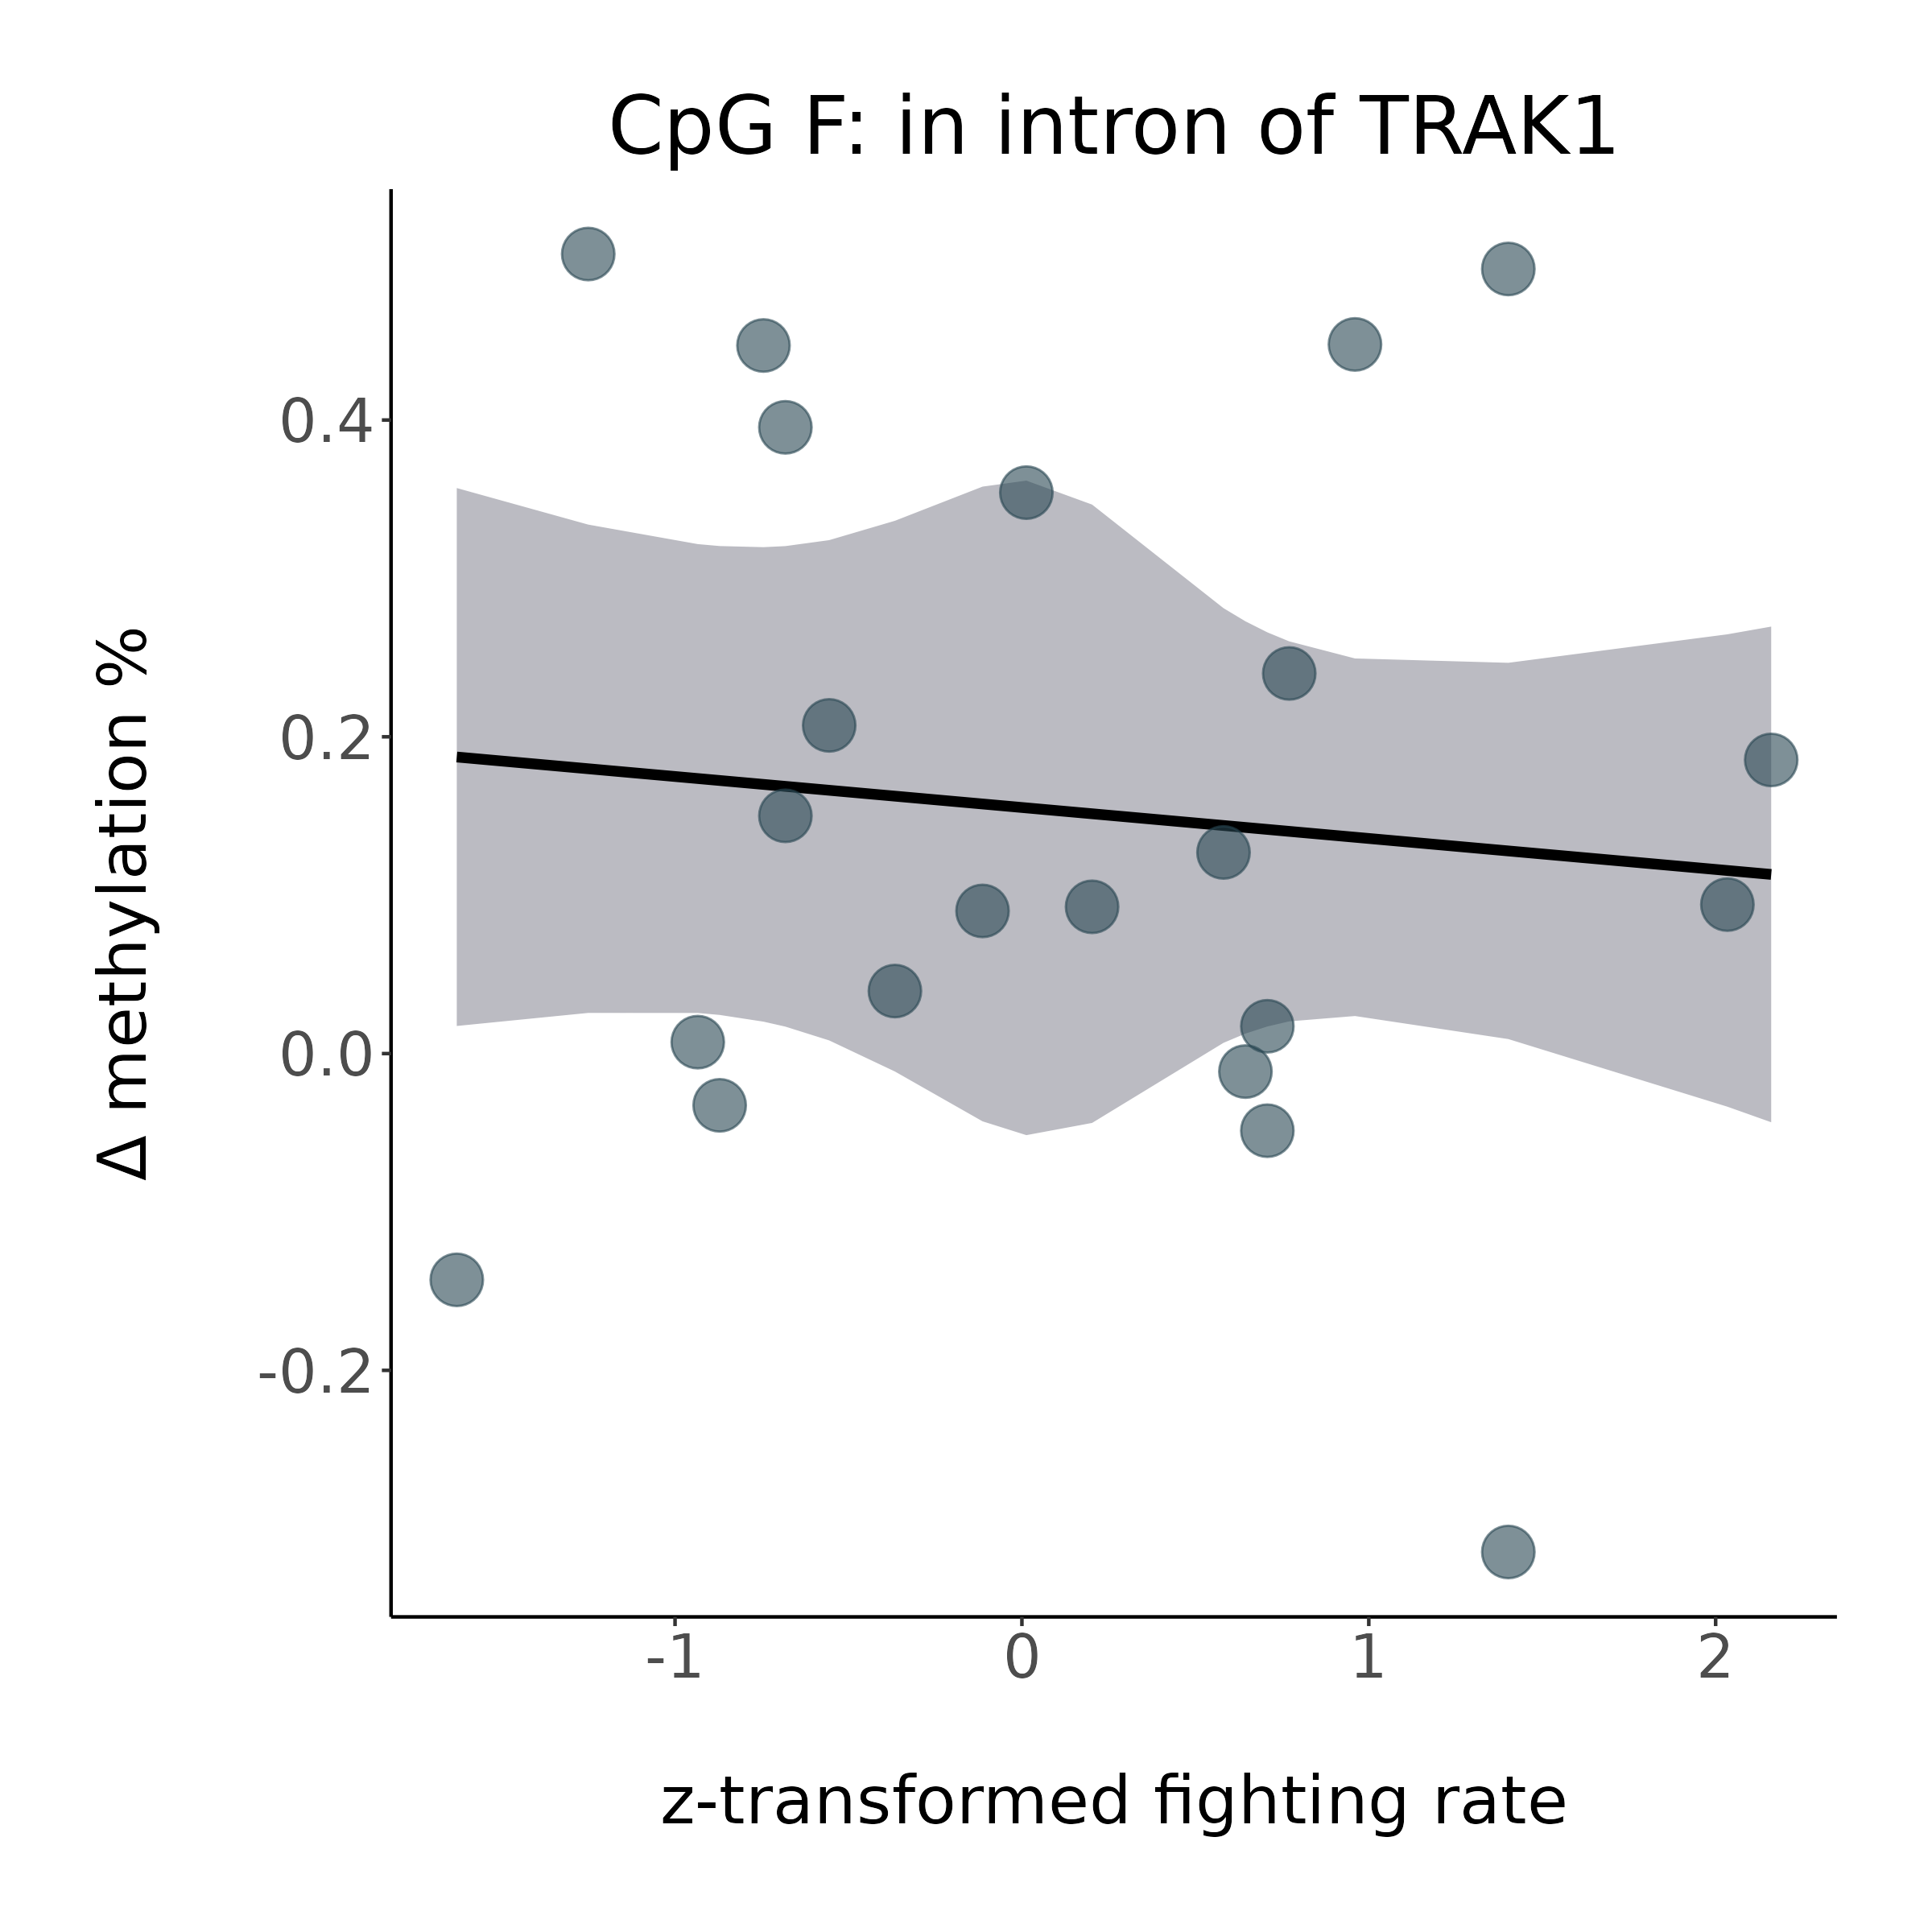 CpG F: in intron of TRAK1
Δ methylation %
0.4
0.2
0.0
-0.2
-1 0 1 2
z-transformed fighting rate